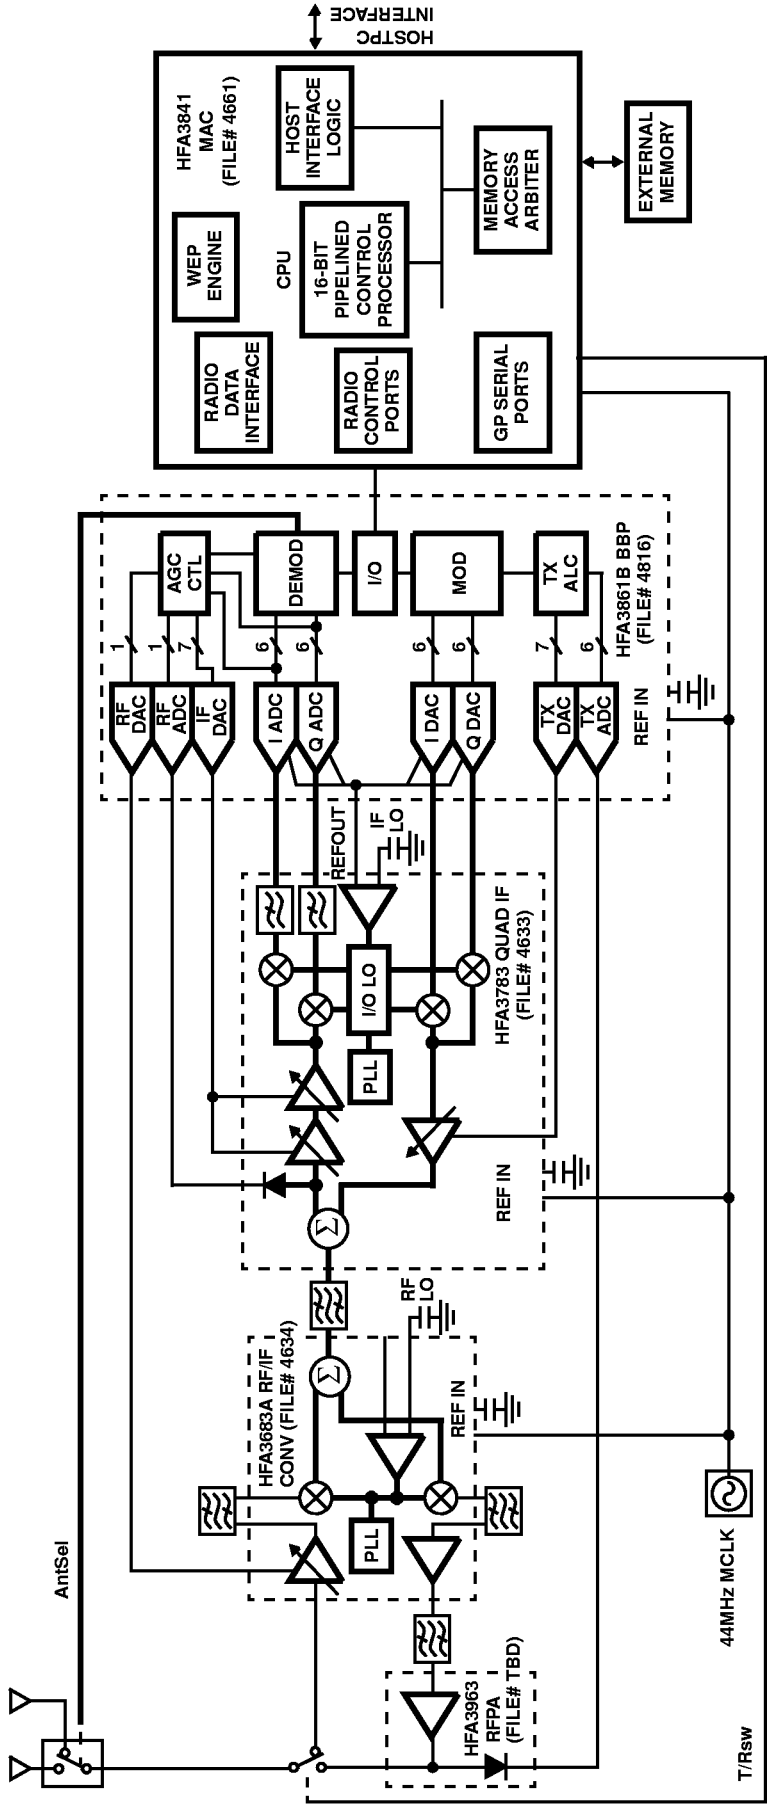 HOSTPC
INTERFACE
HFA3841
MAC
(FILE# 4661)
HOST
INTERFACE
LOGIC
WEP
ENGINE
CPU
16-BIT
PIPELINED
CONTROL
PROCESSOR
MEMORY
ACCESS
ARBITER
EXTERNAL
MEMORY
RADIO
DATA
INTERFACE
RADIO
CONTROL
PORTS
GP SERIAL
PORTS
AGC
CTL
DEMOD
I/O
MOD
TX
ALC
HFA3861B BBP
(FILE# 4816)
1
1
7
6
6
6
6
7
6
RF
DAC
RF
ADC
IF
DAC
I ADC
Q ADC
I DAC
Q DAC
TX
DAC
TX
ADC
REF IN
REFOUT
IF
LO
I/O LO
PLL
HFA3783 QUAD IF
(FILE# 4633)
REF IN
Σ
RF
LO
HFA3683A RF/IF
CONV (FILE# 4634)
Σ
REF IN
PLL
AntSel
44MHz MCLK
HFA3963
RFPA
(FILE# TBD)
T/Rsw